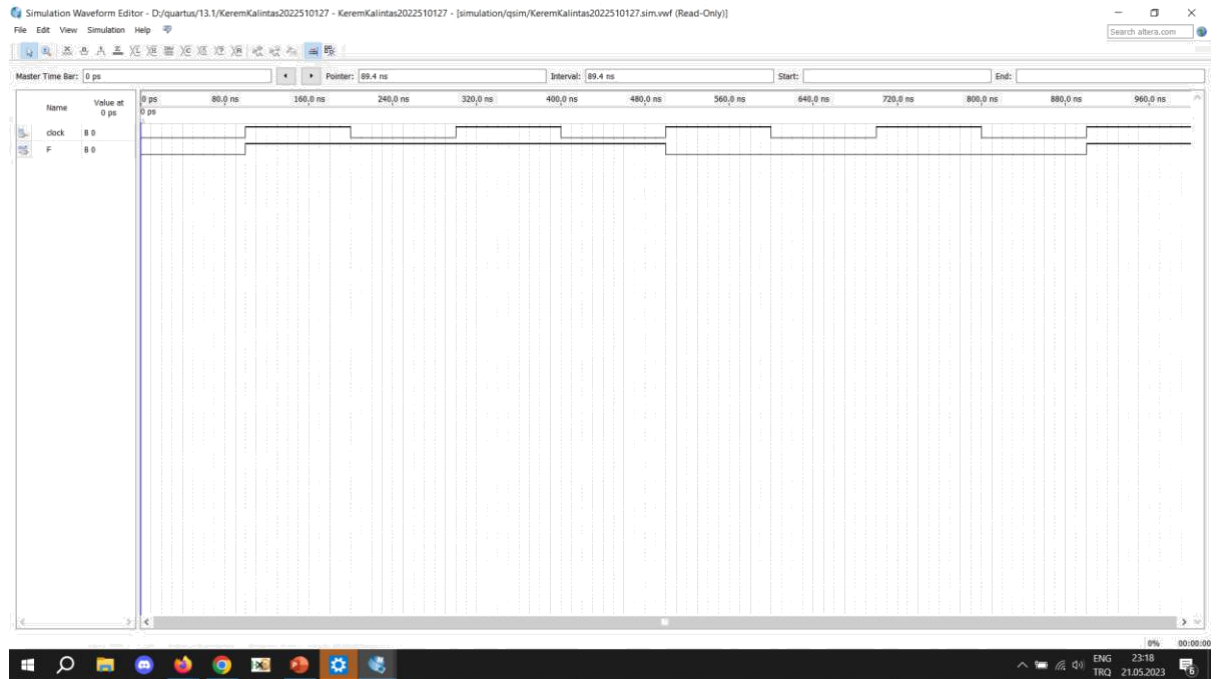 Simulation Waveform Editor - D:/quartus/13.1/KeremKalintas2022510127 - KeremKalintas2022510127 - [simulation/qsim/KeremKalintas2022510127.sim.vwf (Read-Only)]
File Edit View Simulation Help
Search altera.com
Master Time Bar: 0 ps Pointer: 89.4 ns Interval: 89.4 ns Start: End:
Name Value at 0 ps
0 ps 80.0 ns 160.0 ns 240.0 ns 320.0 ns 400.0 ns 480.0 ns 560.0 ns 640.0 ns 720.0 ns 800.0 ns 880.0 ns 960.0 ns
0 ps
clock B 0
F B 0
0% 00:00:00
ENG 23:18
TRQ 21.05.2023
6